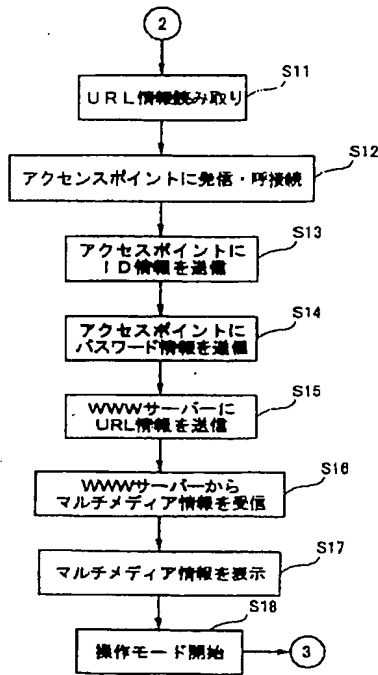 2
S11
URL情報読み取り
S12
アクセンスポイントに発信・呼接続
S13
アクセスポイントに
ID情報を送信
S14
アクセスポイントに
パスワード情報を送信
S15
WWWサーバーに
URL情報を送信
S16
WWWサーバーから
マルチメディア情報を受信
S17
マルチメディア情報を表示
S18
操作モード開始
3